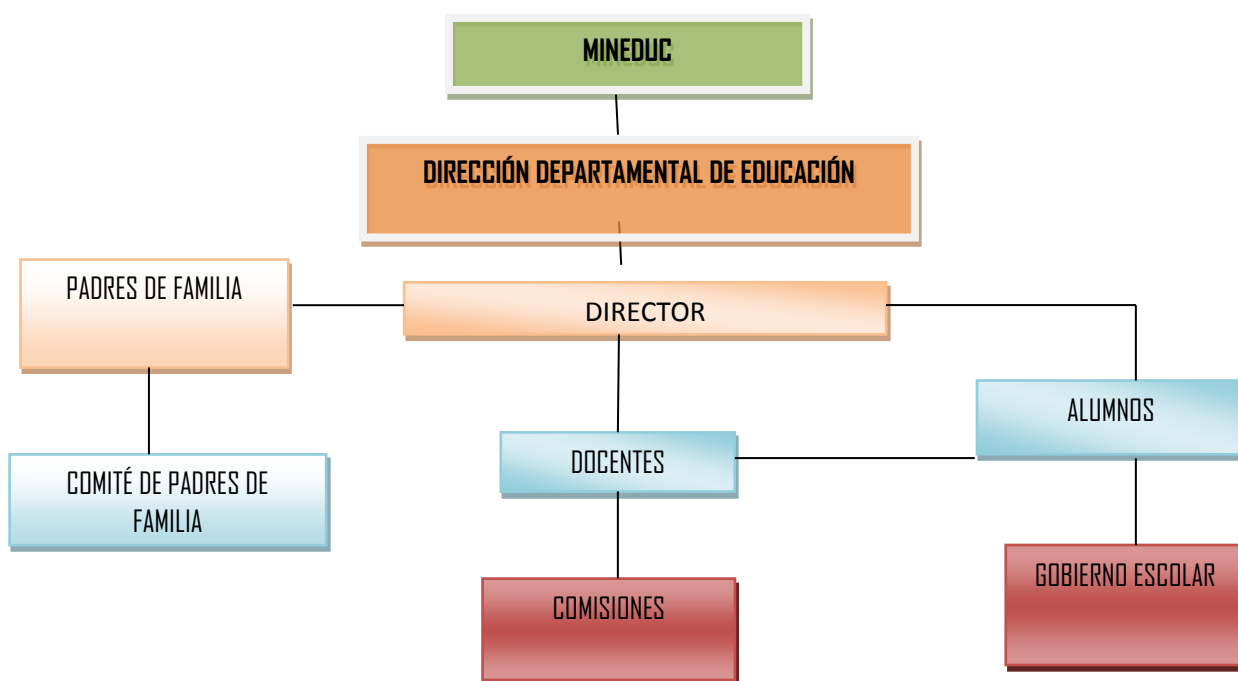 MINEDUC
DIRECCIÓN DEPARTAMENTAL DE EDUCACIÓN
PADRES DE FAMILIA
DIRECTOR
ALUMNOS
DOCENTES
COMITÉ DE PADRES DE
FAMILIA
GOBIERNO ESCOLAR
COMISIONES